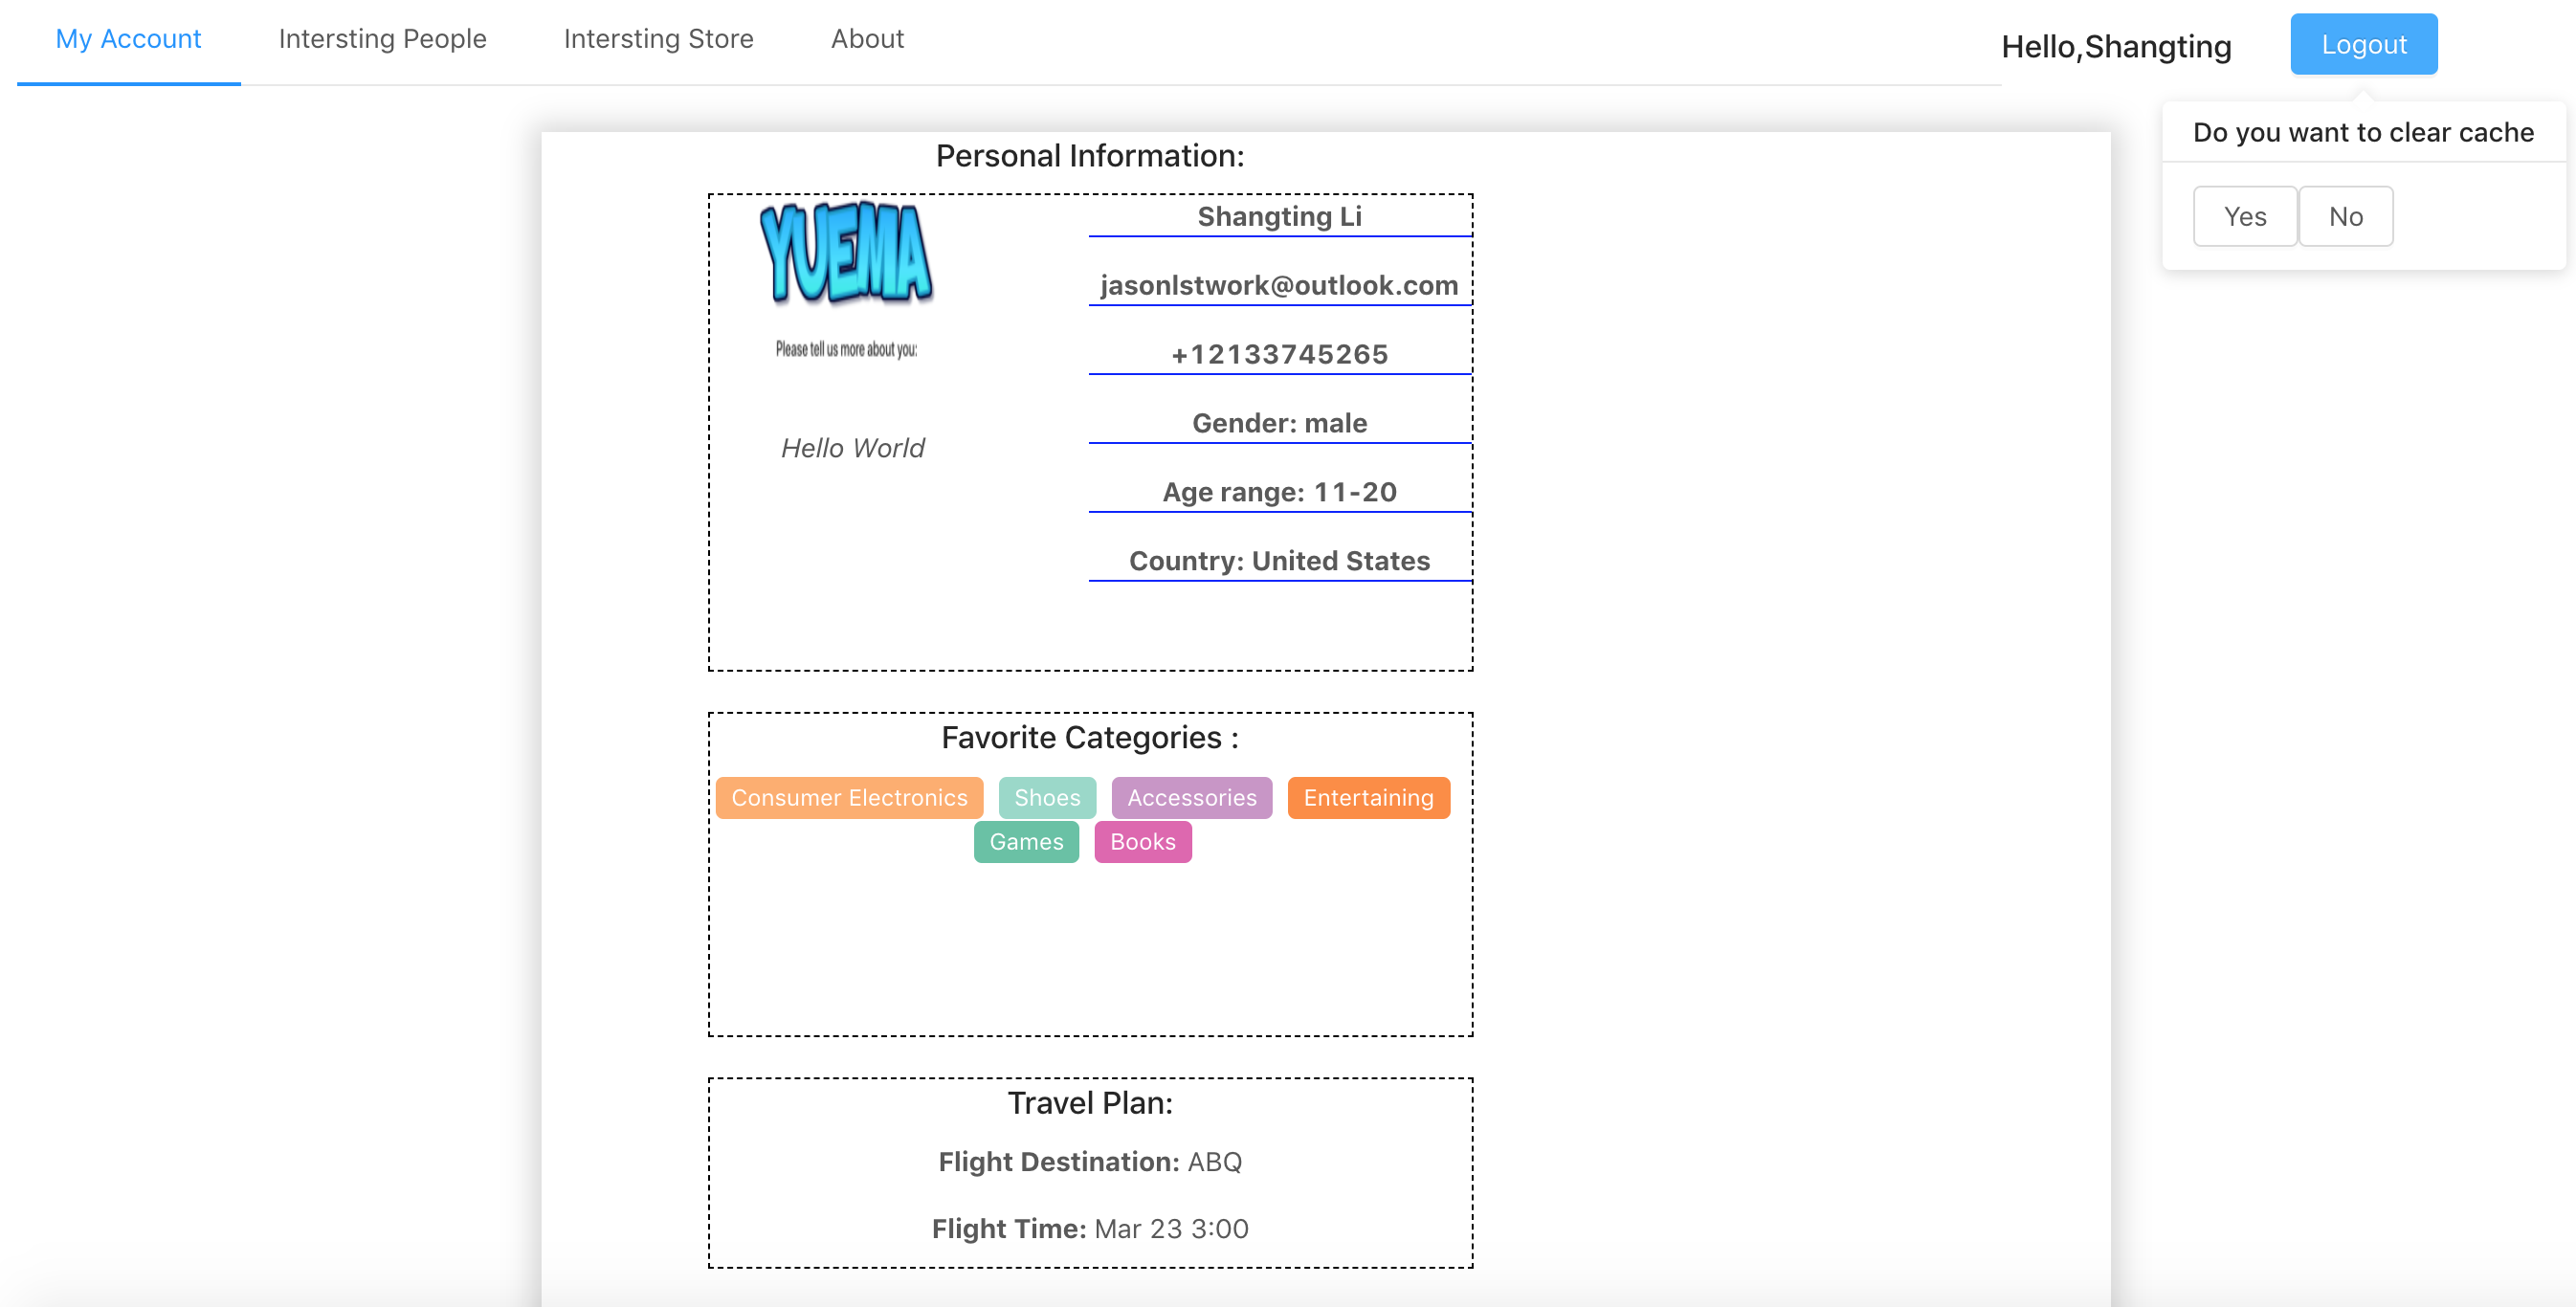 My Account Intersting People Intersting Store About Hello,Shangting Logout
Do you want to clear cache
Yes No
Personal Information:
YUEMA
Please tell us more about you:
Hello World
Shangting Li
jasonlstwork@outlook.com
+12133745265
Gender: male
Age range: 11-20
Country: United States
Favorite Categories :
Consumer Electronics Shoes Accessories Entertaining
Games Books
Travel Plan:
Flight Destination: ABQ
Flight Time: Mar 23 3:00